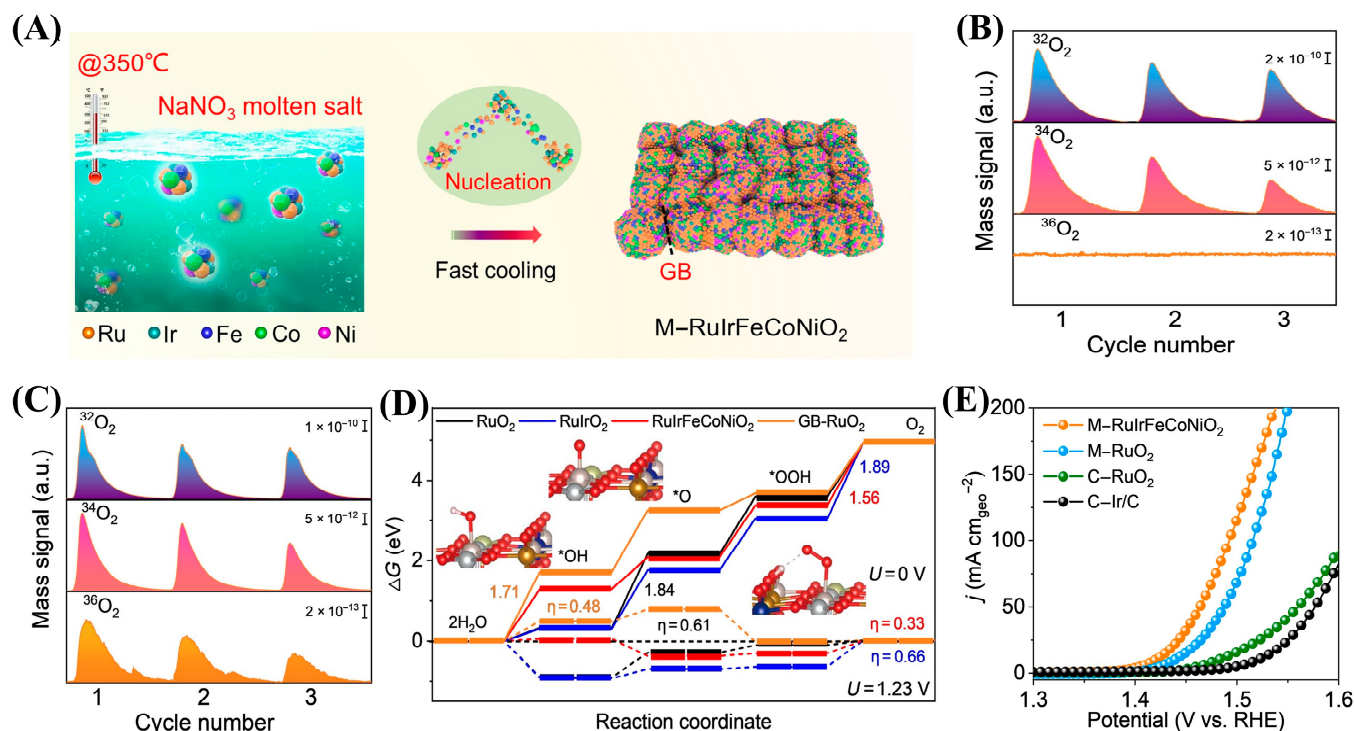 (A)
@350℃
NaNO₃ molten salt
Nucleation
Fast cooling
GB
M–RuIrFeCoNiO₂
Ru Ir Fe Co Ni
(B)
Mass signal (a.u.)
³²O₂
2 × 10⁻¹⁰ I
³⁴O₂
5 × 10⁻¹² I
³⁶O₂
2 × 10⁻¹³ I
1 2 3
Cycle number
(C)
Mass signal (a.u.)
³²O₂
1 × 10⁻¹⁰ I
³⁴O₂
5 × 10⁻¹² I
³⁶O₂
2 × 10⁻¹³ I
1 2 3
Cycle number
(D)
RuO₂ RuIrO₂ RuIrFeCoNiO₂ GB-RuO₂
O₂
ΔG (eV)
4
2
0
2H₂O
*OH
*O
*OOH
1.89
1.56
1.71
1.84
U = 0 V
η = 0.48
η = 0.61
η = 0.33
η = 0.66
U = 1.23 V
Reaction coordinate
(E)
j (mA cm_geo⁻²)
200
150
100
50
0
M–RuIrFeCoNiO₂
M–RuO₂
C–RuO₂
C–Ir/C
1.3 1.4 1.5 1.6
Potential (V vs. RHE)